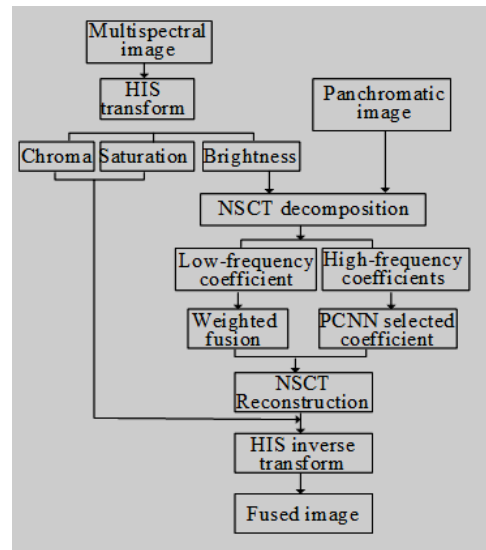 Multispectral
image
HIS
transform
Panchromatic
image
Chroma
Saturation
Brightness
NSCT decomposition
Low-frequency
coefficient
High-frequency
coefficients
Weighted
fusion
PCNN selected
coefficient
NSCT
Reconstruction
HIS inverse
transform
Fused image